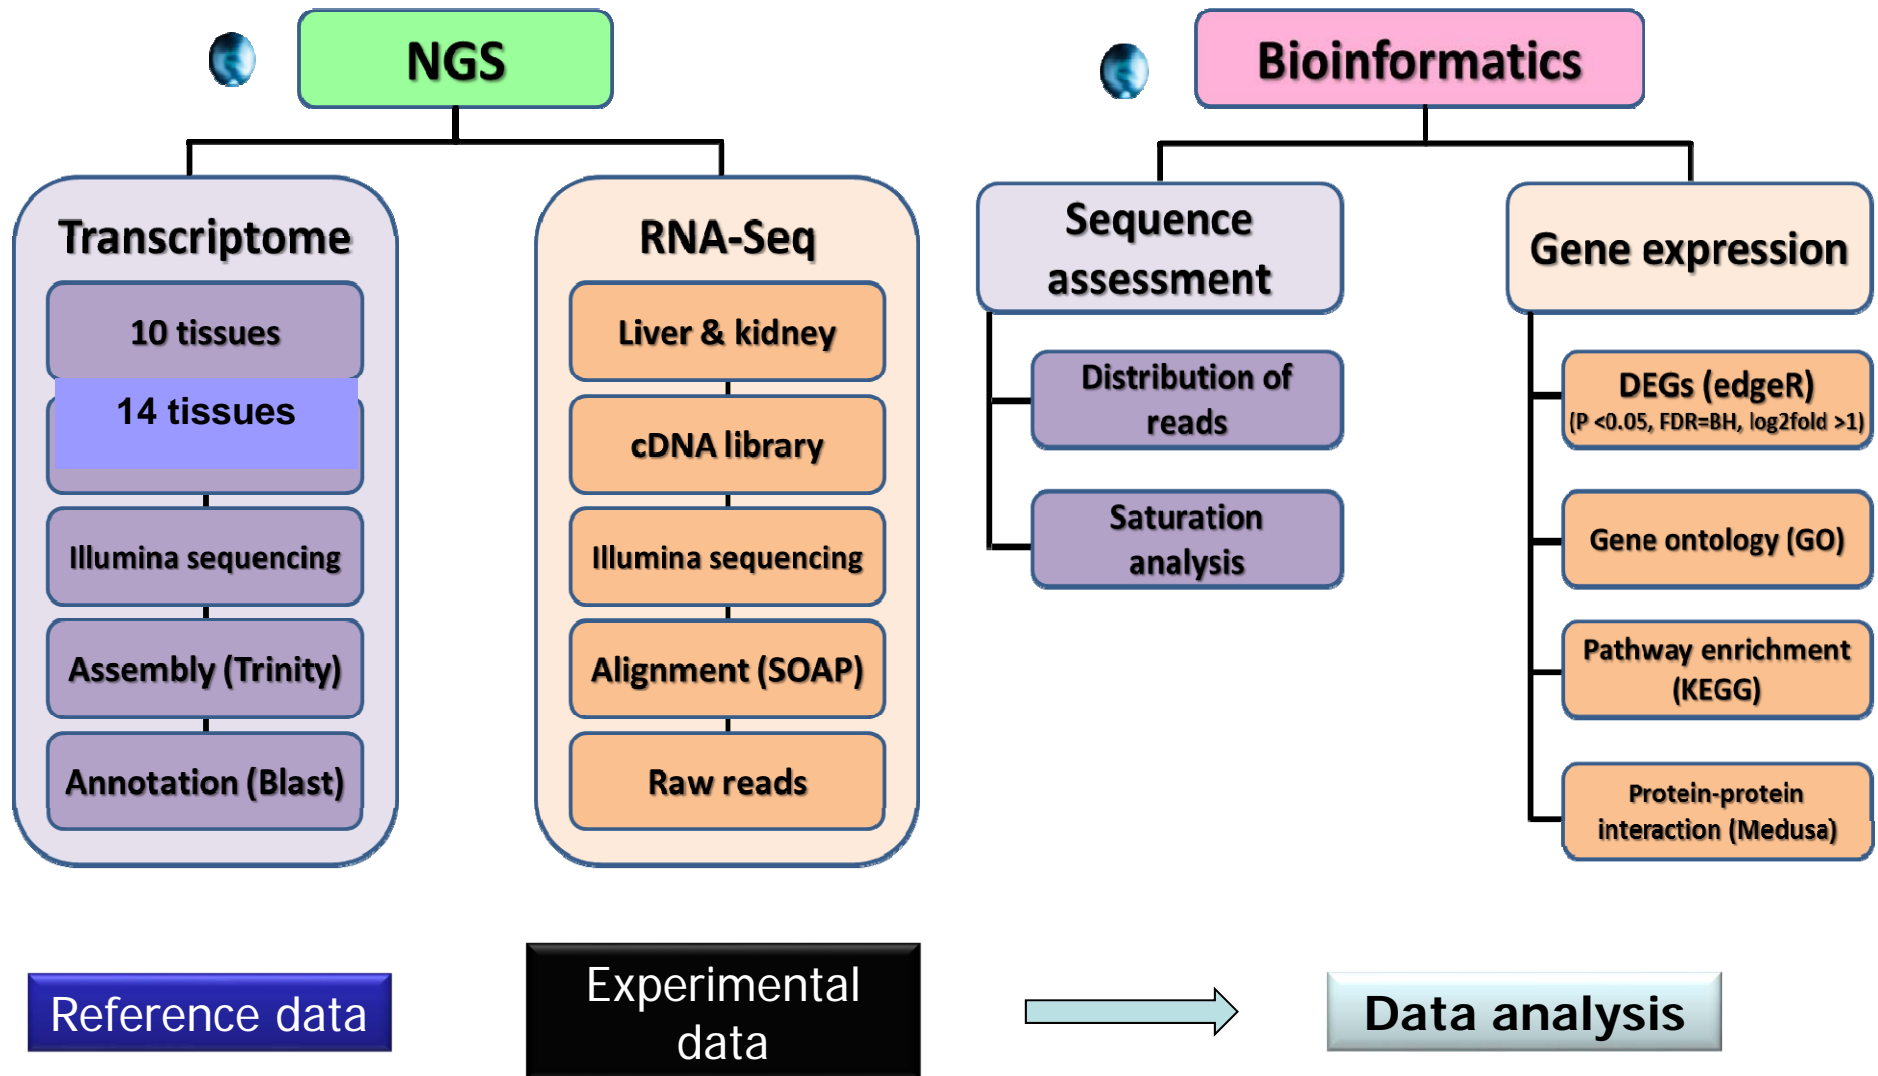 NGS
Transcriptome
10 tissues
14 tissues
Illumina sequencing
Assembly (Trinity)
Annotation (Blast)
RNA-Seq
Liver & kidney
cDNA library
Illumina sequencing
Alignment (SOAP)
Raw reads
Bioinformatics
Sequence
assessment
Distribution of
reads
Saturation
analysis
Gene expression
DEGs (edgeR)
(P <0.05, FDR=BH, log2fold >1)
Gene ontology (GO)
Pathway enrichment
(KEGG)
Protein-protein
interaction (Medusa)
Reference data
Experimental
data
Data analysis